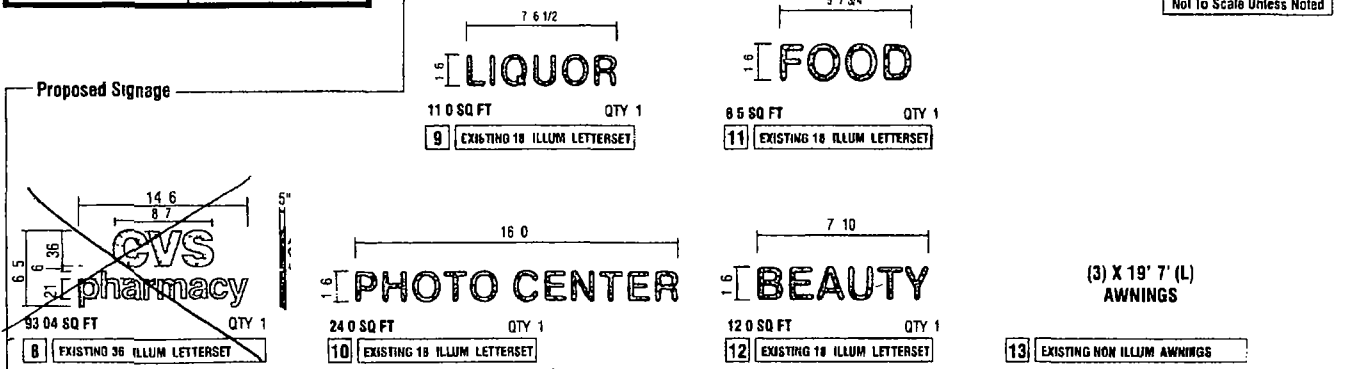 Not To Scale Unless Noted
7 6 1/2
1 6
LIQUOR
11 0 SQ FT QTY 1
9 EXISTING 18 ILLUM LETTERSET
1 6
FOOD
8 5 SQ FT QTY 1
11 EXISTING 18 ILLUM LETTERSET
Proposed Signage
14 6
8 7
5"
6 5
36
6
21
CVS
pharmacy
93 04 SQ FT QTY 1
8 EXISTING 36 ILLUM LETTERSET
16 0
1 6
PHOTO CENTER
24 0 SQ FT QTY 1
10 EXISTING 18 ILLUM LETTERSET
7 10
1 6
BEAUTY
12 0 SQ FT QTY 1
12 EXISTING 18 ILLUM LETTERSET
(3) X 19' 7' (L)
AWNINGS
13 EXISTING NON ILLUM AWNINGS